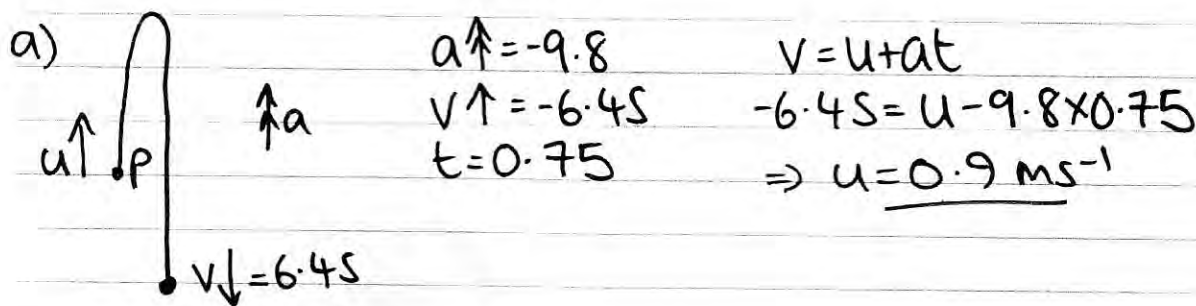 a)
u↑ p
↟a
v↓=6.45
a↟=-9.8
v↑=-6.45
t=0.75
v=u+at
-6.45=u-9.8×0.75
⇒ u=0.9 ms⁻¹